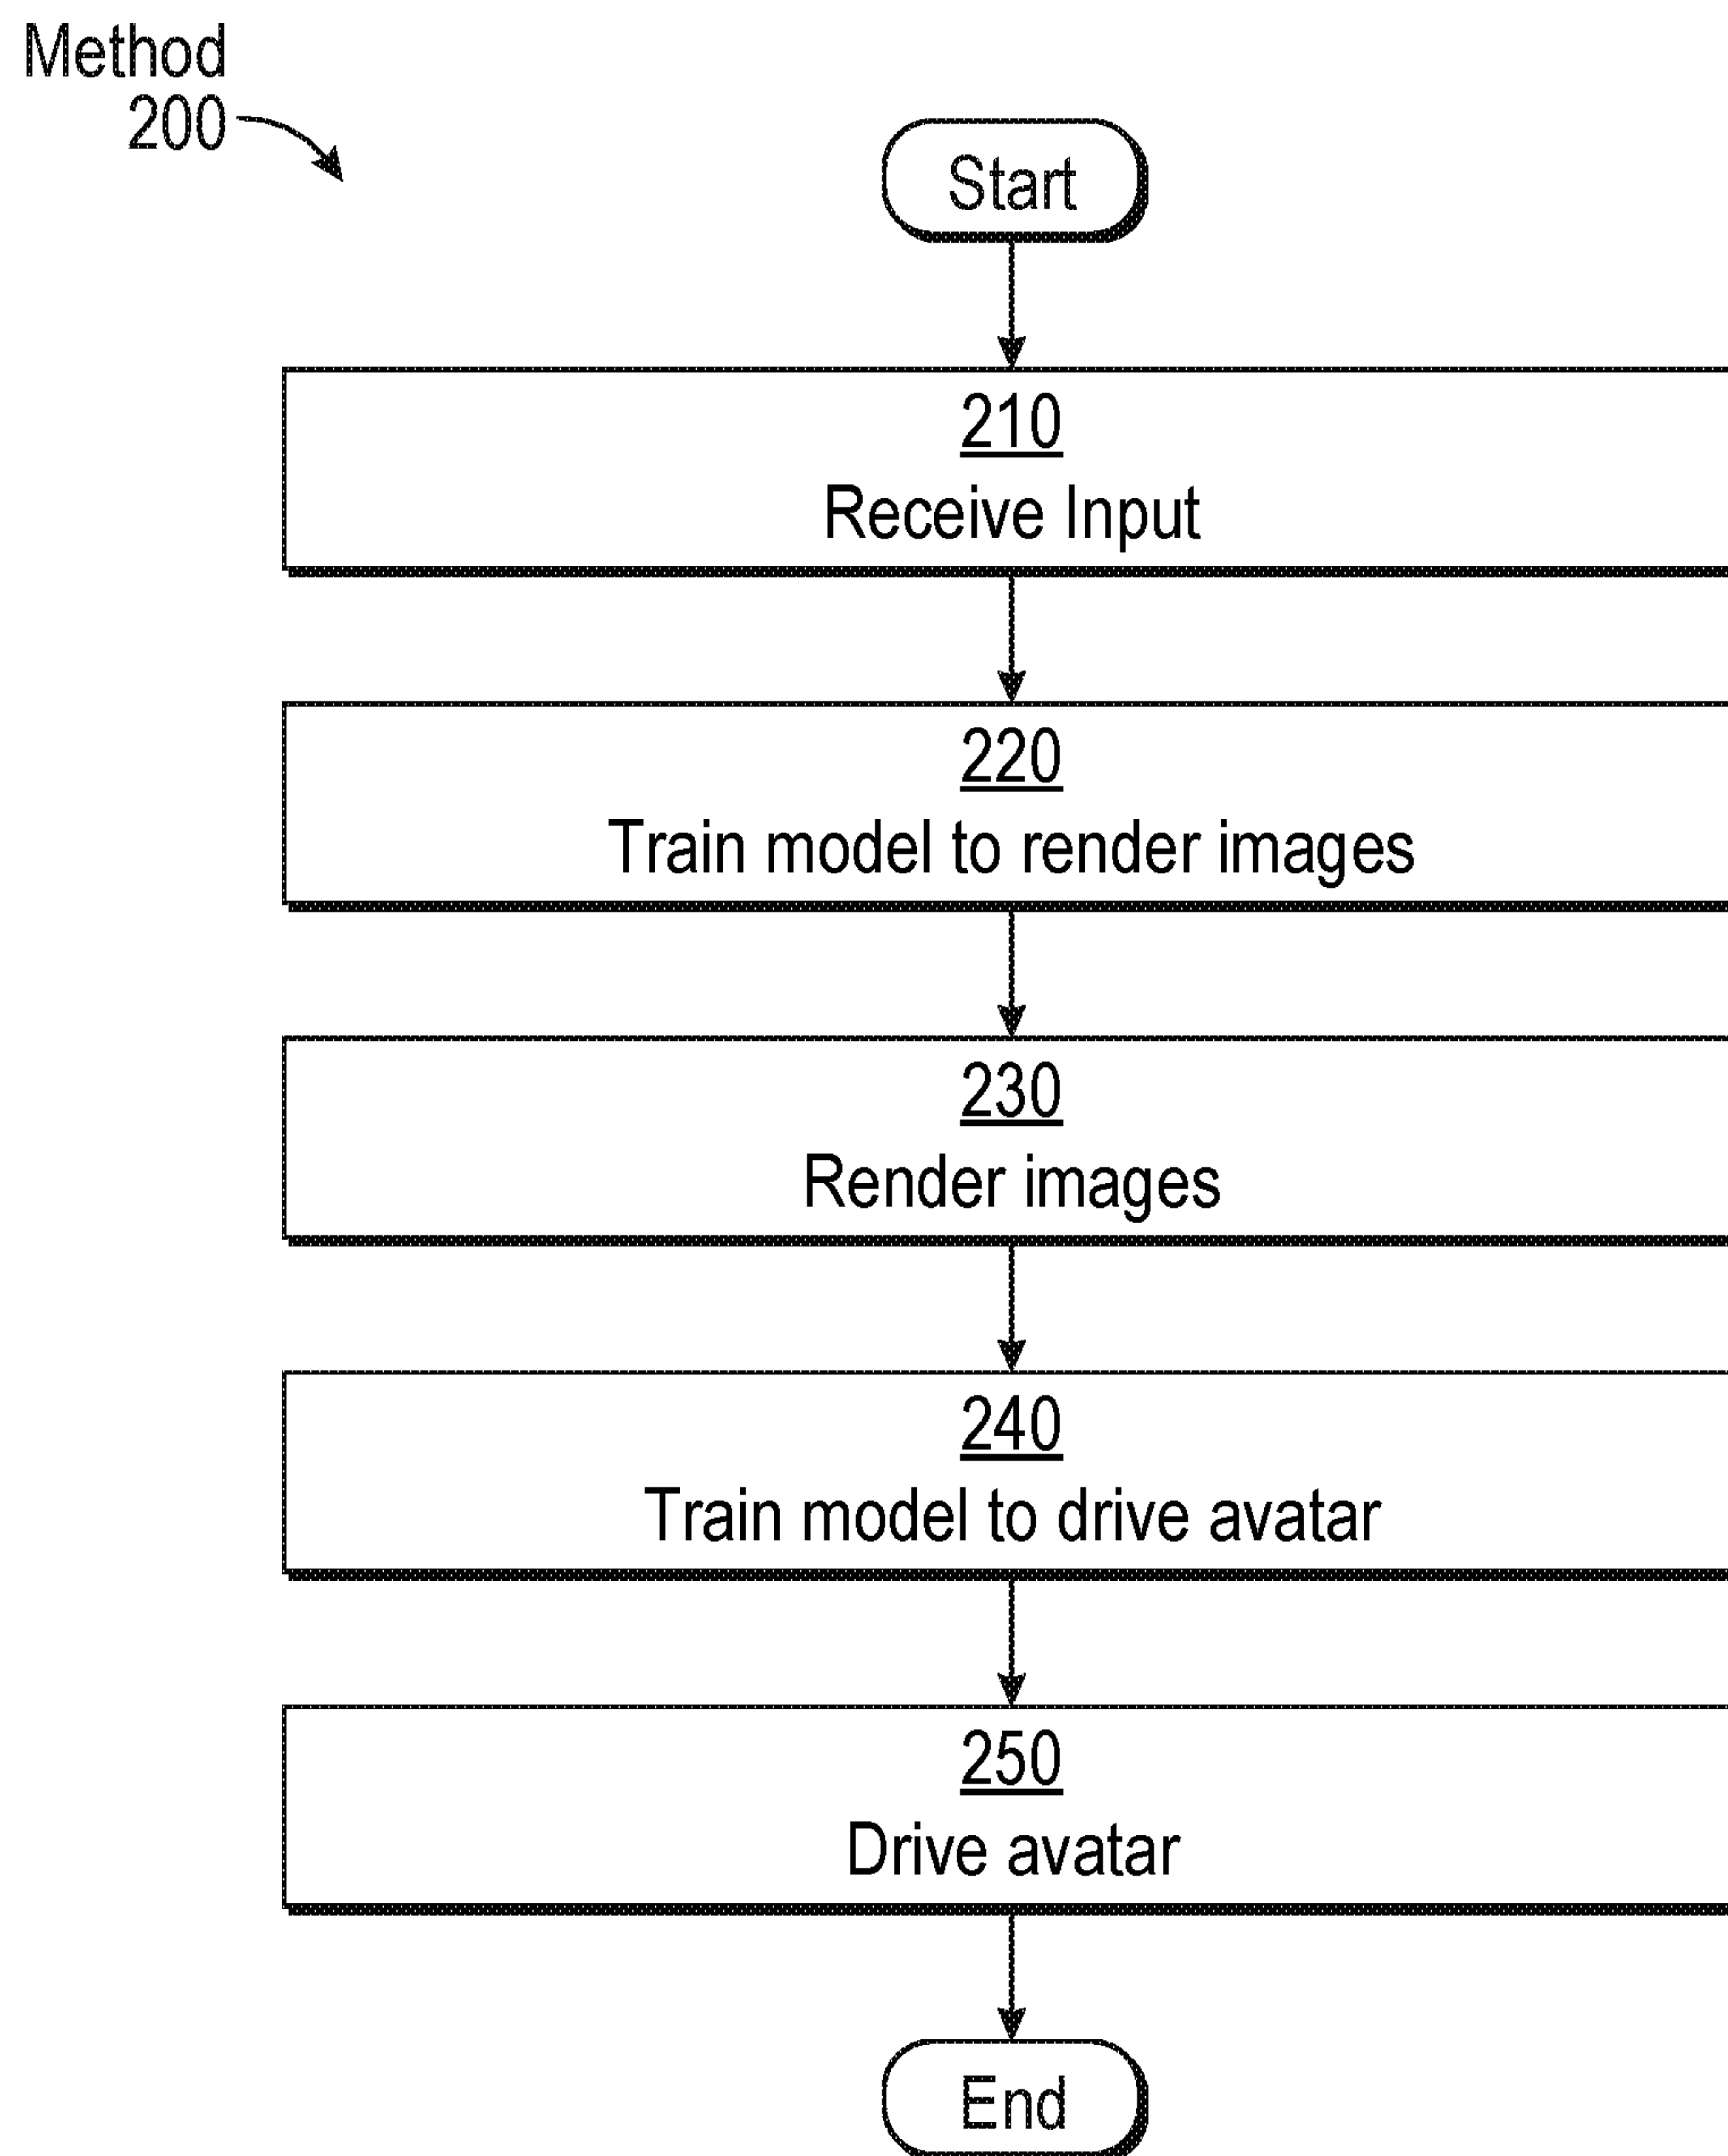 Method
200
Start
210
Receive Input
220
Train model to render images
230
Render images
240
Train model to drive avatar
250
Drive avatar
End